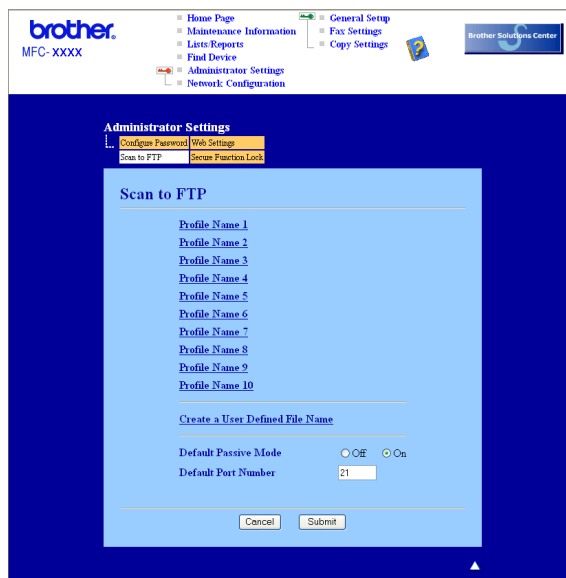 brother.
MFC- XXXX
Home Page
Maintenance Information
Lists/Reports
Find Device
Administrator Settings
Network Configuration
General Setup
Fax Settings
Copy Settings
?
Brother Solutions Center
Administrator Settings
Configure Password Web Settings
Scan to FTP Secure Function Lock
Scan to FTP
Profile Name 1
Profile Name 2
Profile Name 3
Profile Name 4
Profile Name 5
Profile Name 6
Profile Name 7
Profile Name 8
Profile Name 9
Profile Name 10
Create a User Defined File Name
Default Passive Mode Off On
Default Port Number 21
Cancel Submit